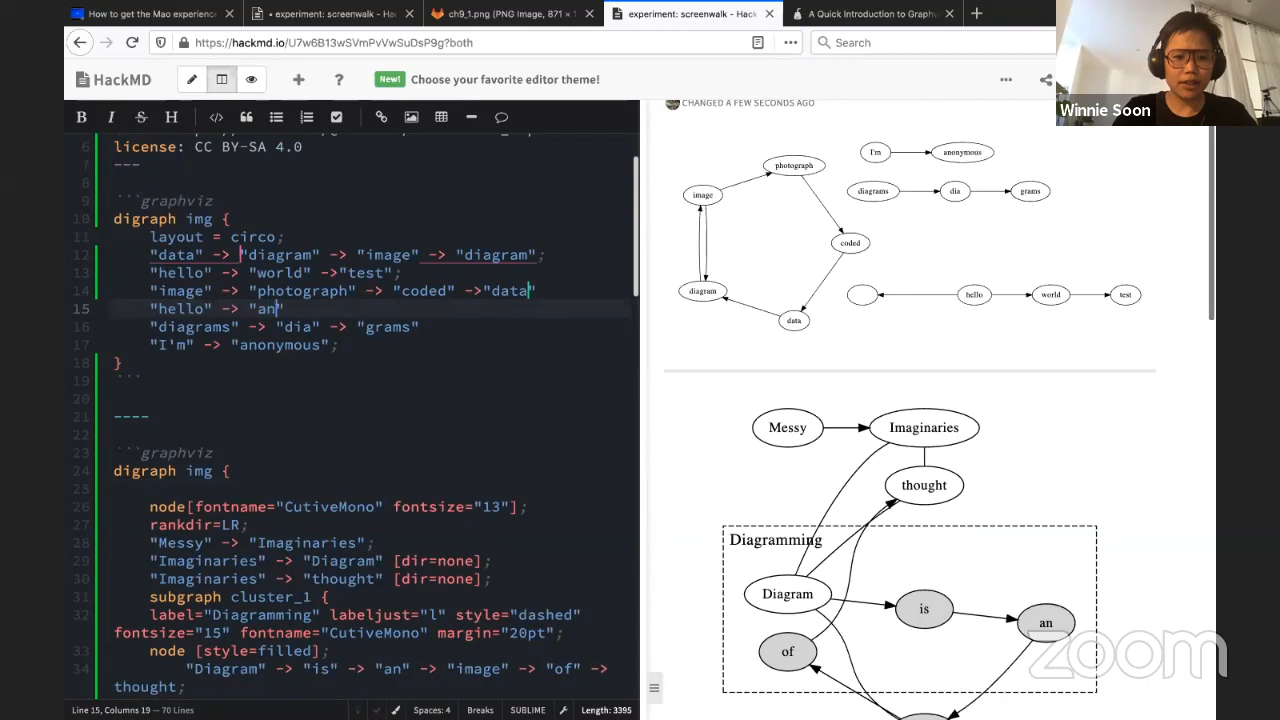 How to get the Mao experience
• experiment: screenwalk - Hac
ch9_1.png (PNG Image, 871 × 1
experiment: screenwalk - Hack
A Quick Introduction to Graphv
https://hackmd.org/U7w6B13wSVmPvVwSuDsP9g?both
Search
HackMD
New! Choose your favorite editor theme!
Winnie Soon
CHANGED A FEW SECONDS AGO
6 license: CC BY-SA 4.0
7 ---
8
9 ```graphviz
10 digraph img {
11 layout = circo;
12 "data" -> "diagram" -> "image" -> "diagram";
13 "hello" -> "world" ->"test";
14 "image" -> "photograph" -> "coded" ->"data"
15 "hello" -> "an"
16 "diagrams" -> "dia" -> "grams"
17 "I'm" -> "anonymous";
18 }
19 ```
20
21 ----
22
23 ```graphviz
24 digraph img {
25
26 node[fontname="CutiveMono" fontsize="13"];
27 rankdir=LR;
28 "Messy" -> "Imaginaries";
29 "Imaginaries" -> "Diagram" [dir=none];
30 "Imaginaries" -> "thought" [dir=none];
31 subgraph cluster_1 {
32 label="Diagramming" labeljust="l" style="dashed"
fontsize="15" fontname="CutiveMono" margin="20pt";
33 node [style=filled];
34 "Diagram" -> "is" -> "an" -> "image" -> "of" ->
thought;
Line 15, Columns 19 — 70 Lines
Spaces: 4
Breaks
SUBLIME
Length: 3395
I'm
anonymous
photograph
image
diagrams
dia
grams
coded
diagram
hello
world
test
data
Messy
Imaginaries
thought
Diagramming
Diagram
is
an
of
zoom